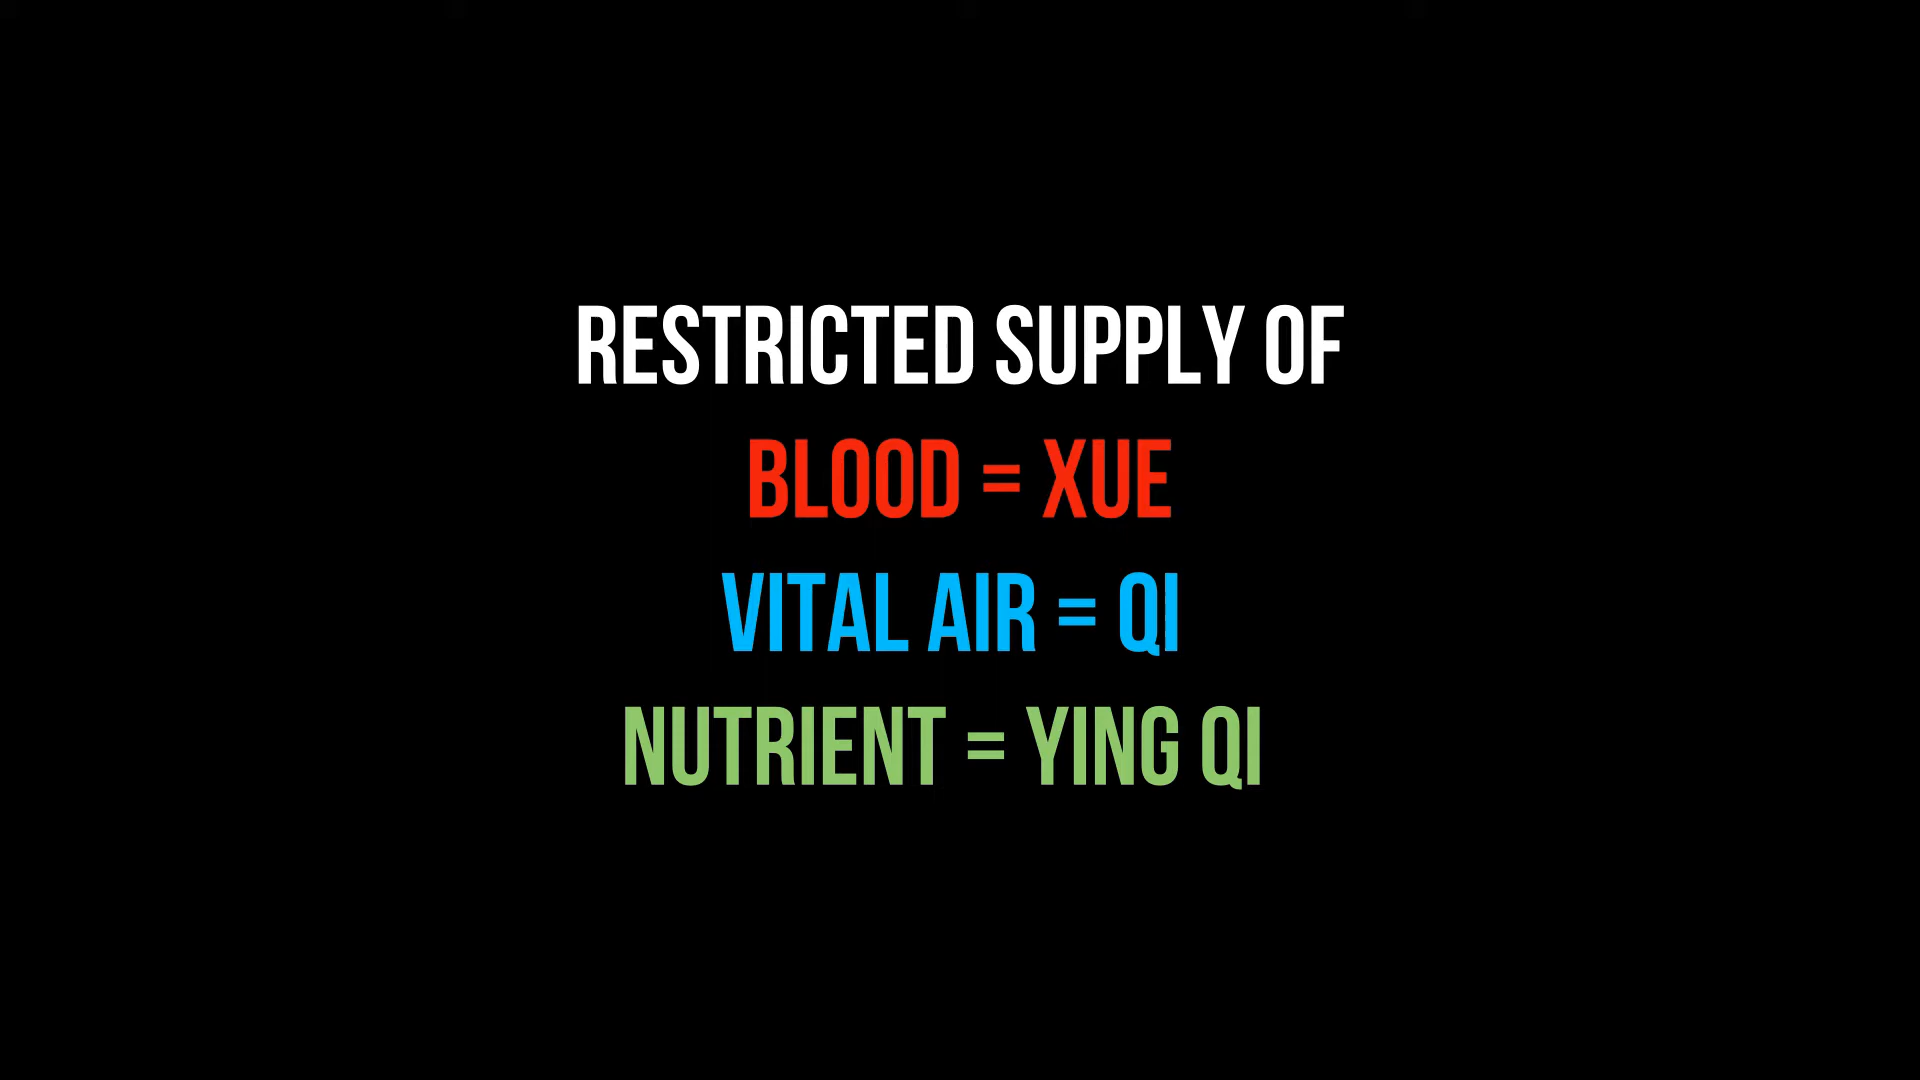 RESTRICTED SUPPLY OF
BLOOD = XUE
VITAL AIR = QI
NUTRIENT = YING QI